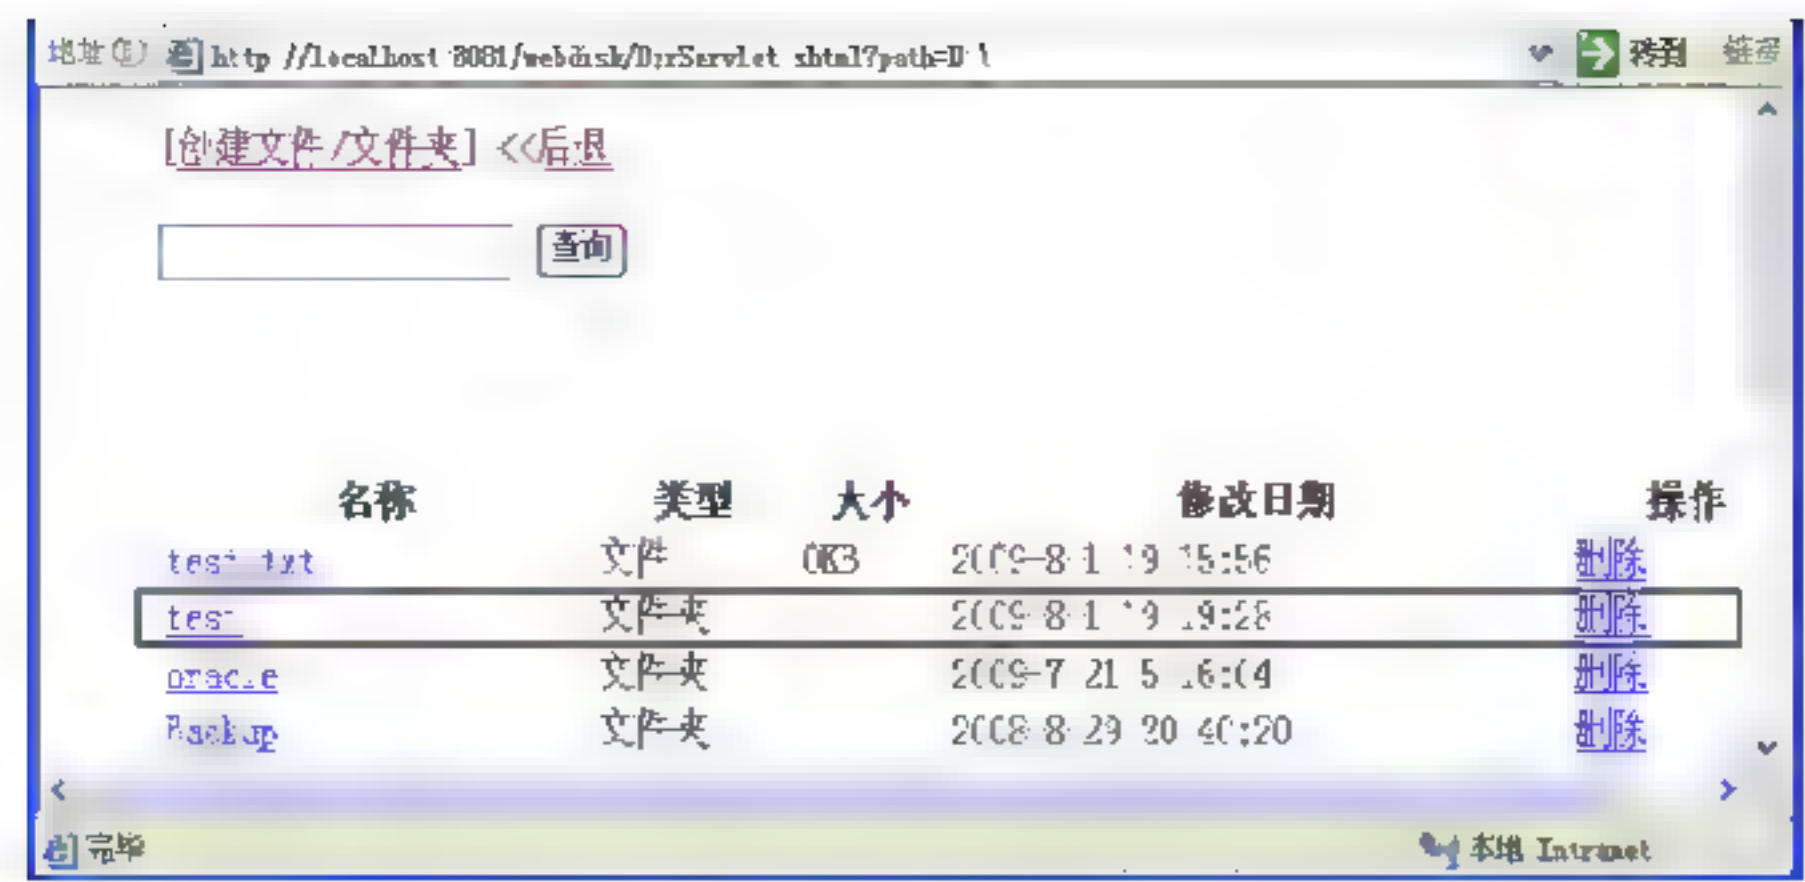 地址(D) http://localhost:8081/webdisk/DirServlet.shtml?path=D:\ 转到 链接
[创建文件/文件夹] <<后退
查询
名称 类型 大小 修改日期 操作
test.txt 文件 0KB 2009-8-1 19:15:56 删除
test 文件夹 2009-8-1 19:19:28 删除
oracle 文件夹 2009-7-21 删除
Backup 文件夹 2008-8-29 20:40:20 删除
完毕 本地 Intranet